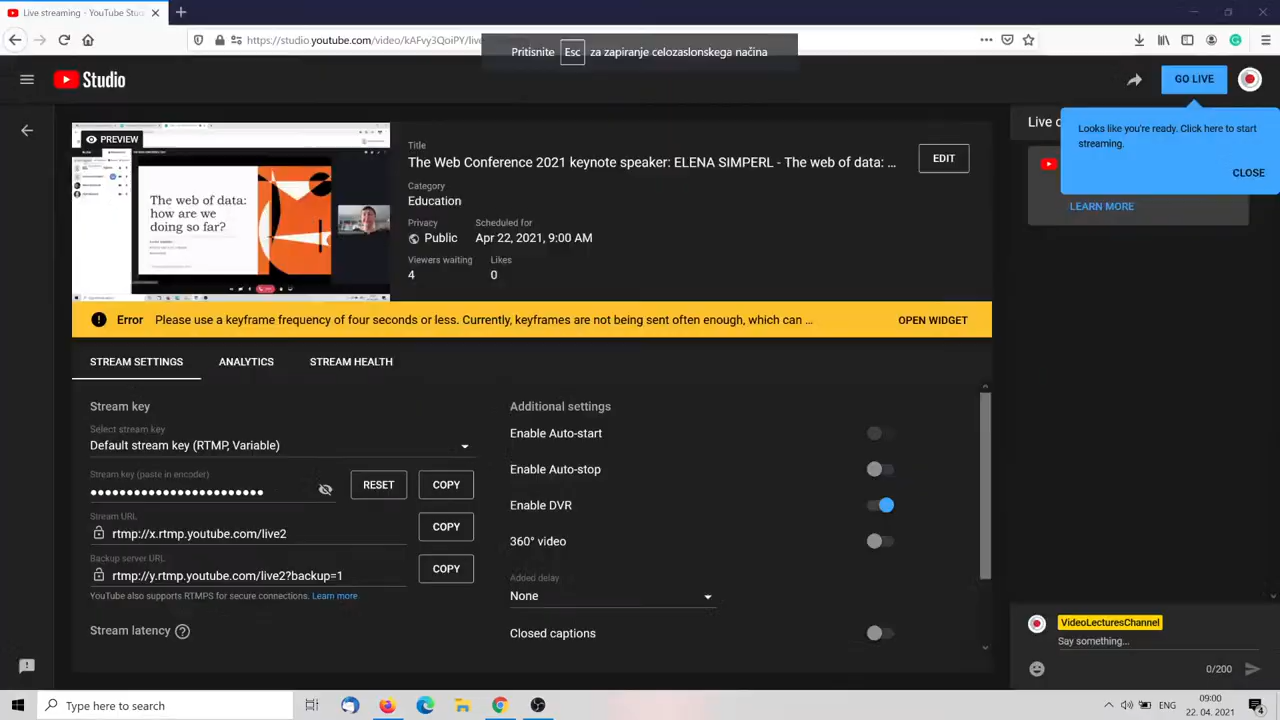 Live streaming - YouTube Stud
https://studio.youtube.com/video/kAFvy3QoiPY/live
Pritisnite Esc za zapiranje celozaslonskega načina
Studio
GO LIVE
PREVIEW
The web of data:
how are we
doing so far?
Title
The Web Conference 2021 keynote speaker: ELENA SIMPERL - The web of data: ...
EDIT
Category
Education
Privacy
Scheduled for
Public
Apr 22, 2021, 9:00 AM
Viewers waiting
Likes
4
0
Live c
Looks like you're ready. Click here to start
streaming.
CLOSE
LEARN MORE
Error Please use a keyframe frequency of four seconds or less. Currently, keyframes are not being sent often enough, which can ...
OPEN WIDGET
STREAM SETTINGS
ANALYTICS
STREAM HEALTH
Stream key
Select stream key
Default stream key (RTMP, Variable)
Stream key (paste in encoder)
••••••••••••••••••••••••
RESET
COPY
Stream URL
rtmp://x.rtmp.youtube.com/live2
COPY
Backup server URL
rtmp://y.rtmp.youtube.com/live2?backup=1
COPY
YouTube also supports RTMPS for secure connections. Learn more
Stream latency
Additional settings
Enable Auto-start
Enable Auto-stop
Enable DVR
360° video
Added delay
None
Closed captions
VideoLecturesChannel
Say something...
0/200
Type here to search
ENG
09:00
22. 04. 2021
4